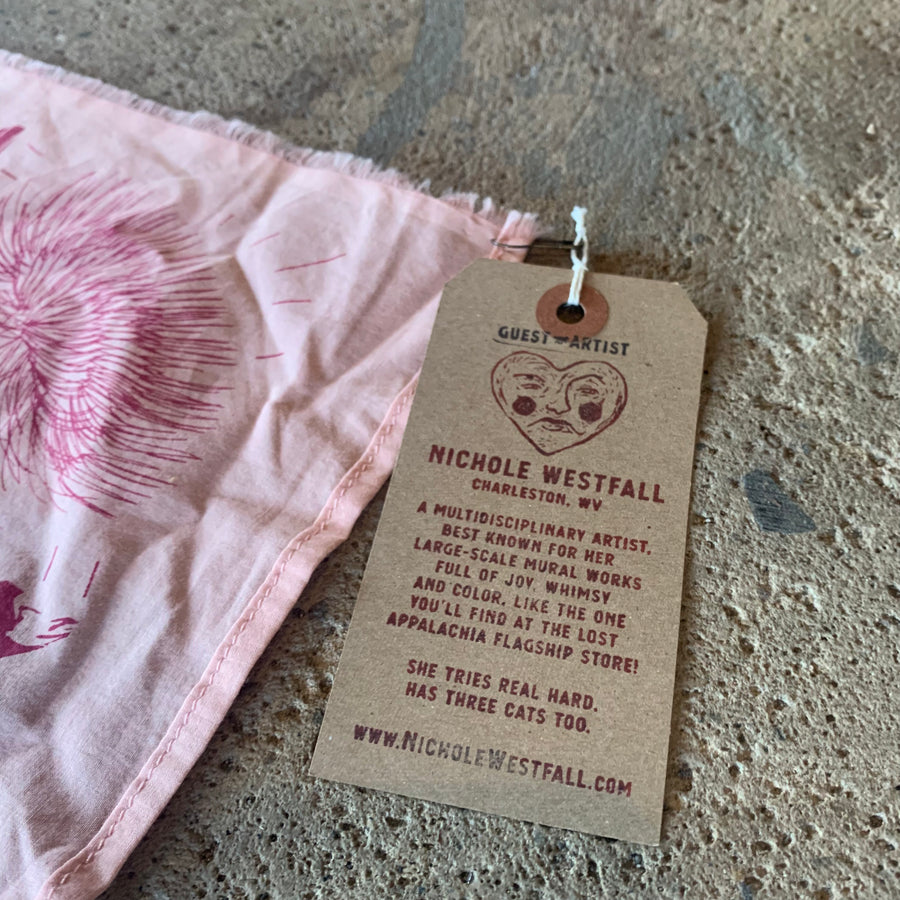 GUEST ARTIST
NICHOLE WESTFALL
CHARLESTON, WV
A MULTIDISCIPLINARY ARTIST,
BEST KNOWN FOR HER
LARGE-SCALE MURAL WORKS
FULL OF JOY, WHIMSY
AND COLOR, LIKE THE ONE
YOU'LL FIND AT THE LOST
APPALACHIA FLAGSHIP STORE!
SHE TRIES REAL HARD.
HAS THREE CATS TOO.
www.NicholeWestfall.com